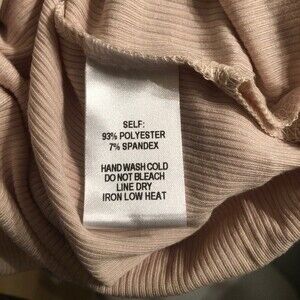 SELF:
93% POLYESTER
7% SPANDEX
HAND WASH COLD
DO NOT BLEACH
LINE DRY
IRON LOW HEAT